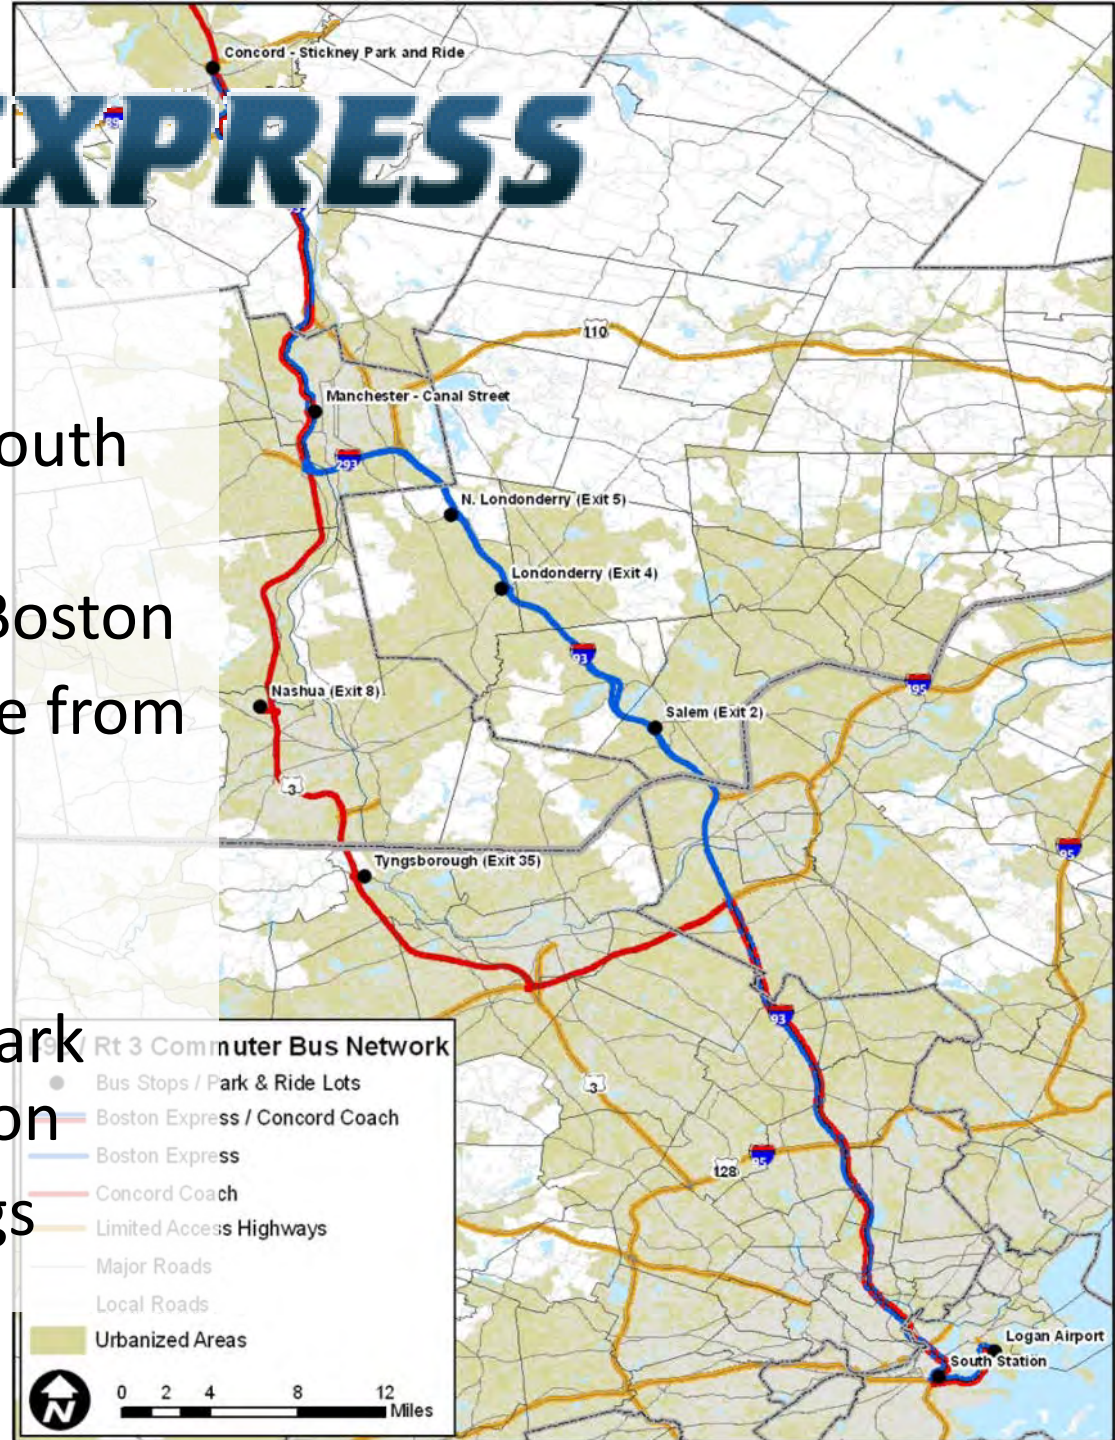 Concord - Stickney Park and Ride
89
XPRESS
110
Manchester - Canal Street
outh
293
N. Londonderry (Exit 5)
Londonderry (Exit 4)
Boston
93
495
Nashua (Exit 8)
e from
Salem (Exit 2)
3
95
Tyngsborough (Exit 35)
93
ark
/ Rt 3 Commuter Bus Network
Bus Stops / Park & Ride Lots
3
Boston Express / Concord Coach
on
Boston Express
95
128
Concord Coach
gs
Limited Access Highways
Major Roads
Local Roads
Urbanized Areas
Logan Airport
South Station
N
0 2 4 8 12
Miles